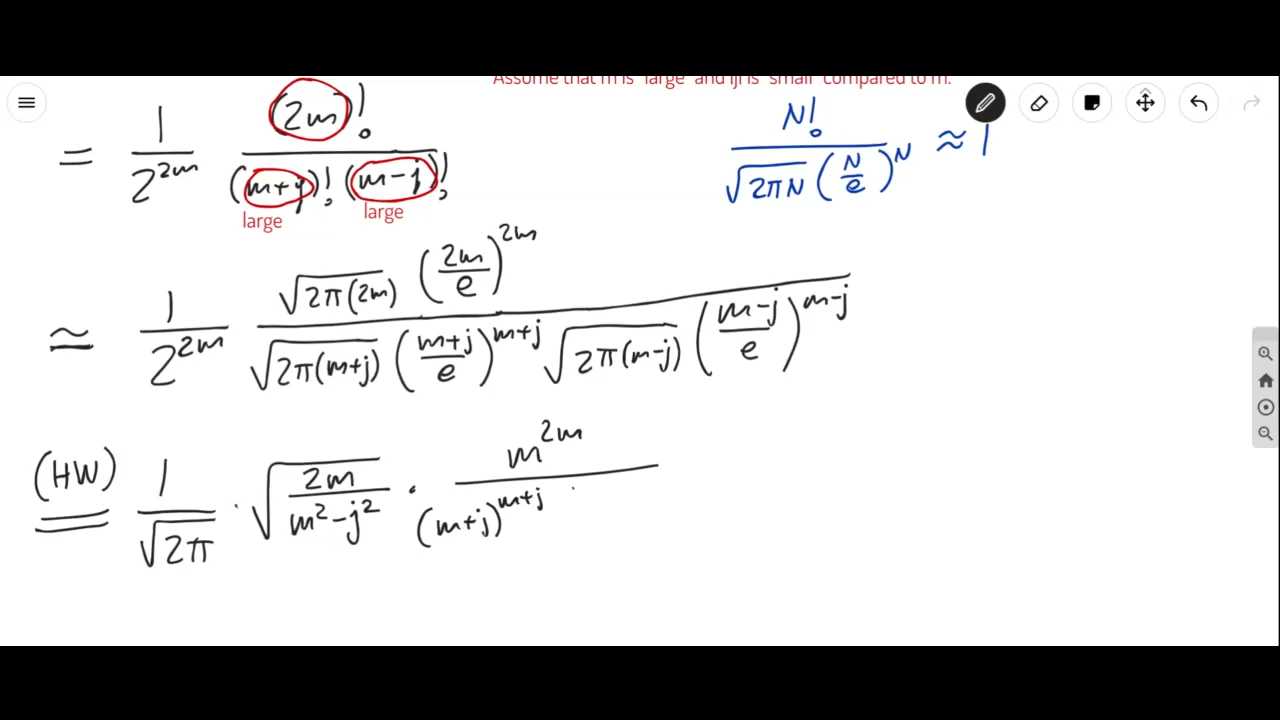 Assume that m is "large" and |j| is "small" compared to m.
= 1 / 2^{2m} · (2m)! / ((m+j)! (m-j)!)
large large
N! / (√(2πN) (N/e)^N) ≈ 1
≈ 1 / 2^{2m} · √(2π(2m)) (2m/e)^{2m} / (√(2π(m+j)) ((m+j)/e)^{m+j} √(2π(m-j)) ((m-j)/e)^{m-j})
(HW) = 1/√(2π) · √(2m / (m²-j²)) · m^{2m} / (m+j)^{m+j} ·